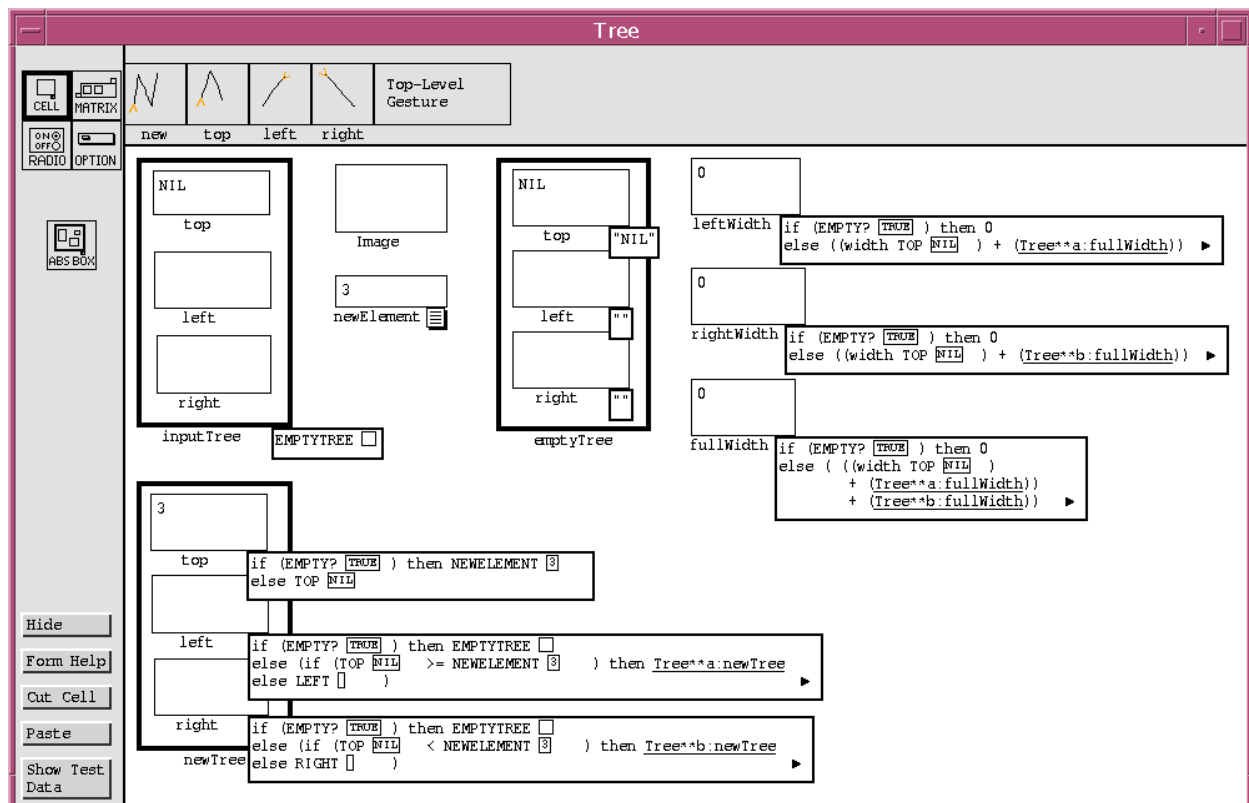 Tree
CELL
MATRIX
ON
OFF
RADIO
OPTION
ABS BOX
new
top
left
right
Top-Level
Gesture
NIL
top
left
right
inputTree
EMPTYTREE
Image
3
newElement
NIL
top
"NIL"
left
""
right
""
emptyTree
0
leftWidth
if (EMPTY? TRUE ) then 0
else ((width TOP NIL ) + (Tree**a:fullWidth))
0
rightWidth
if (EMPTY? TRUE ) then 0
else ((width TOP NIL ) + (Tree**b:fullWidth))
0
fullWidth
if (EMPTY? TRUE ) then 0
else ( ((width TOP NIL )
+ (Tree**a:fullWidth))
+ (Tree**b:fullWidth))
3
top
if (EMPTY? TRUE ) then NEWELEMENT 3
else TOP NIL
left
if (EMPTY? TRUE ) then EMPTYTREE
else (if (TOP NIL >= NEWELEMENT 3 ) then Tree**a:newTree
else LEFT )
right
if (EMPTY? TRUE ) then EMPTYTREE
else (if (TOP NIL < NEWELEMENT 3 ) then Tree**b:newTree
else RIGHT )
newTree
Hide
Form Help
Cut Cell
Paste
Show Test
Data